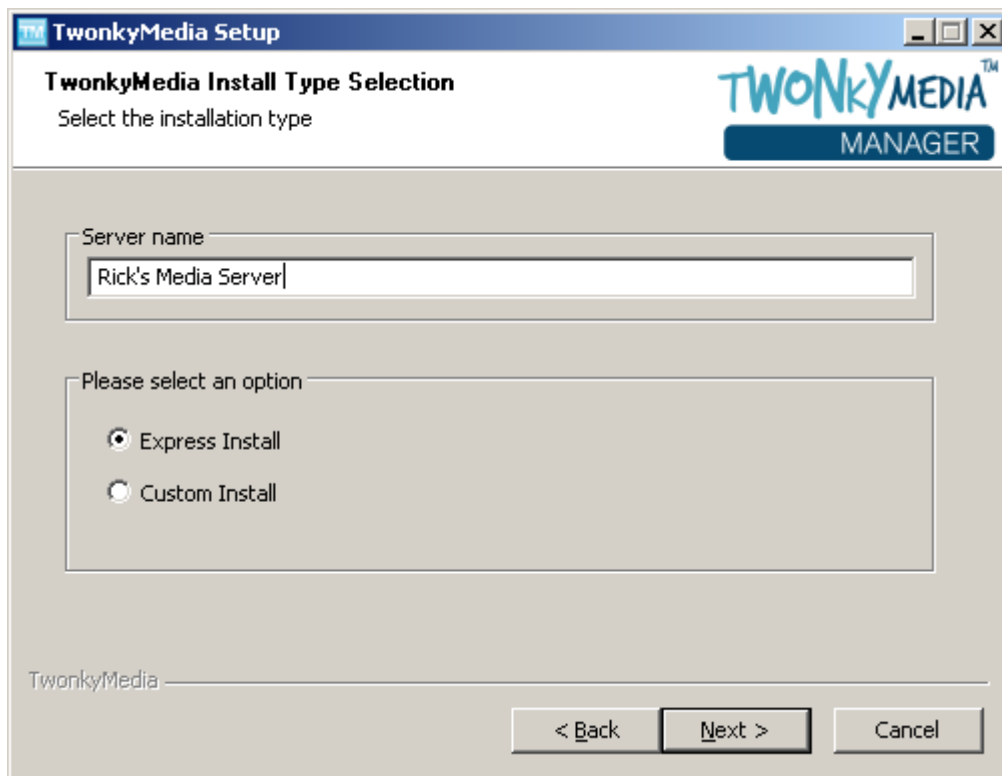 TM TwonkyMedia Setup
TwonkyMedia Install Type Selection
Select the installation type
TWONKYMEDIA™
MANAGER
Server name
Rick's Media Server
Please select an option
Express Install
Custom Install
TwonkyMedia
< Back Next > Cancel